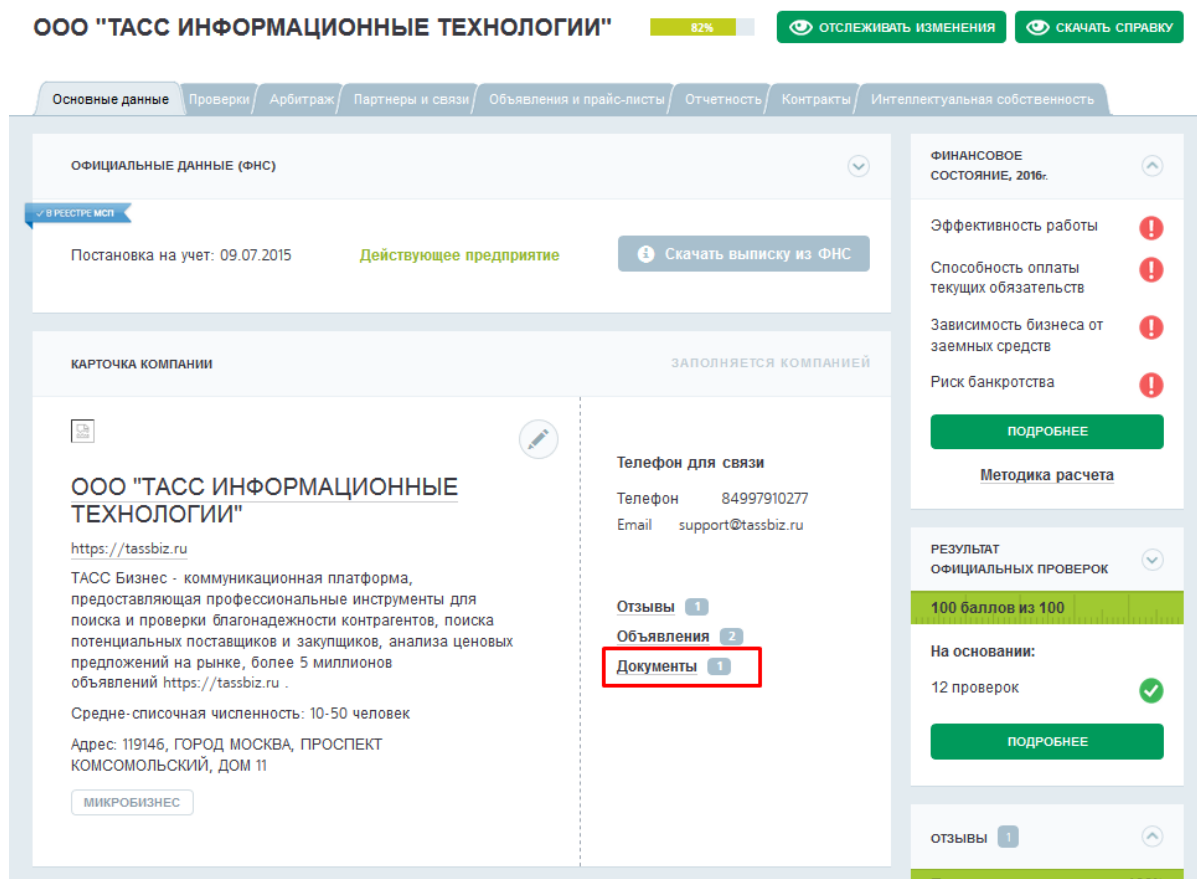 ООО "ТАСС ИНФОРМАЦИОННЫЕ ТЕХНОЛОГИИ"
82%
ОТСЛЕЖИВАТЬ ИЗМЕНЕНИЯ
СКАЧАТЬ СПРАВКУ
Основные данные
Проверки
Арбитраж
Партнеры и связи
Объявления и прайс-листы
Отчетность
Контракты
Интеллектуальная собственность
ОФИЦИАЛЬНЫЕ ДАННЫЕ (ФНС)
В РЕЕСТРЕ МСП
Постановка на учет: 09.07.2015
Действующее предприятие
Скачать выписку из ФНС
КАРТОЧКА КОМПАНИИ
ЗАПОЛНЯЕТСЯ КОМПАНИЕЙ
ООО "ТАСС ИНФОРМАЦИОННЫЕ
ТЕХНОЛОГИИ"
https://tassbiz.ru
ТАСС Бизнес - коммуникационная платформа,
предоставляющая профессиональные инструменты для
поиска и проверки благонадежности контрагентов, поиска
потенциальных поставщиков и закупщиков, анализа ценовых
предложений на рынке, более 5 миллионов
объявлений https://tassbiz.ru .
Средне-списочная численность: 10-50 человек
Адрес: 119146, ГОРОД МОСКВА, ПРОСПЕКТ
КОМСОМОЛЬСКИЙ, ДОМ 11
МИКРОБИЗНЕС
Телефон для связи
Телефон 84997910277
Email support@tassbiz.ru
Отзывы 1
Объявления 2
Документы 1
ФИНАНСОВОЕ
СОСТОЯНИЕ, 2016г.
Эффективность работы
Способность оплаты
текущих обязательств
Зависимость бизнеса от
заемных средств
Риск банкротства
ПОДРОБНЕЕ
Методика расчета
РЕЗУЛЬТАТ
ОФИЦИАЛЬНЫХ ПРОВЕРОК
100 баллов из 100
На основании:
12 проверок
ПОДРОБНЕЕ
ОТЗЫВЫ 1